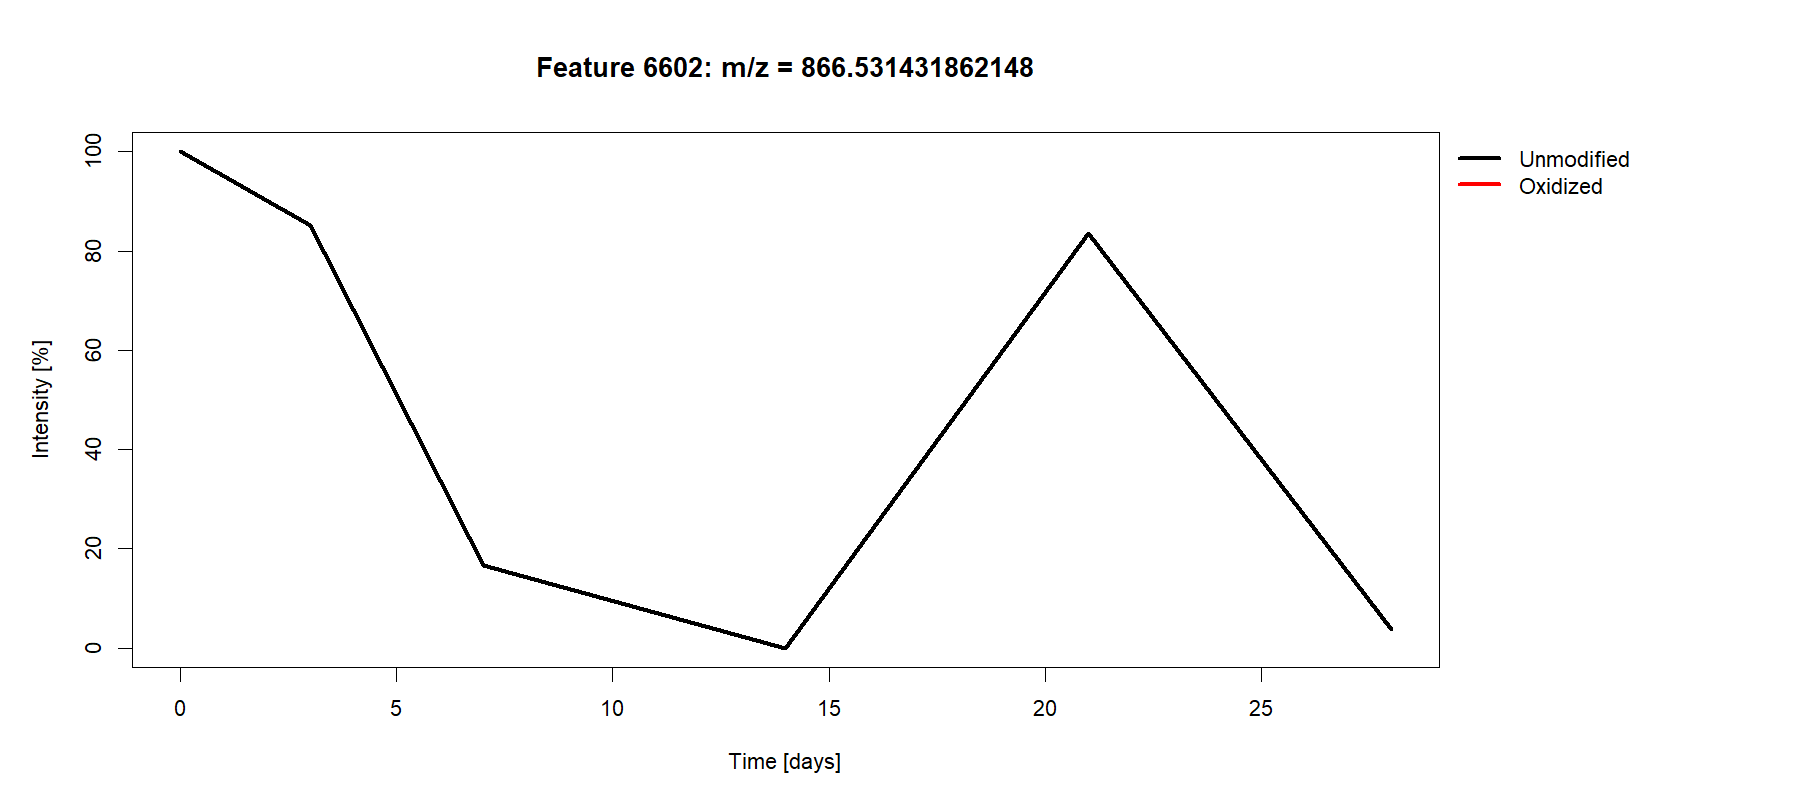 Feature 6602: m/z = 866.531431862148
Unmodified
Oxidized
Intensity [%]
100
80
60
40
20
0
0 5 10 15 20 25
Time [days]